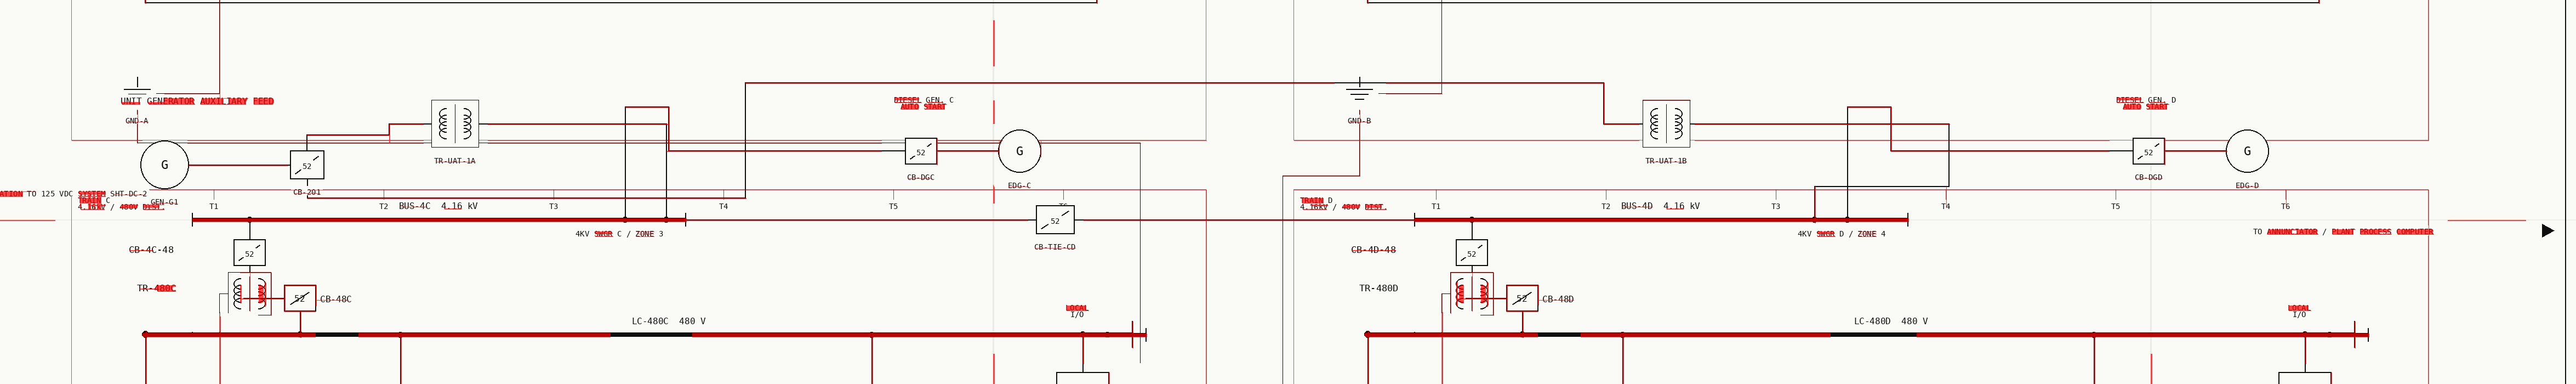 UNIT GENERATOR AUXILIARY FEED
GND-A
G
52
CB-201
GEN-G1
TR-UAT-1A
DIESEL GEN. C
AUTO START
52
CB-DGC
G
EDG-C
GND-B
TR-UAT-1B
DIESEL GEN. D
AUTO START
52
CB-DGD
G
EDG-D
TO 125 VDC SYSTEM SHT-DC-2
TRAIN C
4.16kV / 480V DIST.
T1
T2
T3
T4
T5
BUS-4C 4.16 kV
4KV SWGR C / ZONE 3
52
CB-TIE-CD
TRAIN D
4.16kV / 480V DIST.
T1
T2
T3
T4
T5
T6
BUS-4D 4.16 kV
4KV SWGR D / ZONE 4
TO ANNUNCIATOR / PLANT PROCESS COMPUTER
CB-4C-48
52
TR-480C
52
CB-48C
LC-480C 480 V
LOCAL
I/O
CB-4D-48
52
TR-480D
52
CB-48D
LC-480D 480 V
LOCAL
I/O